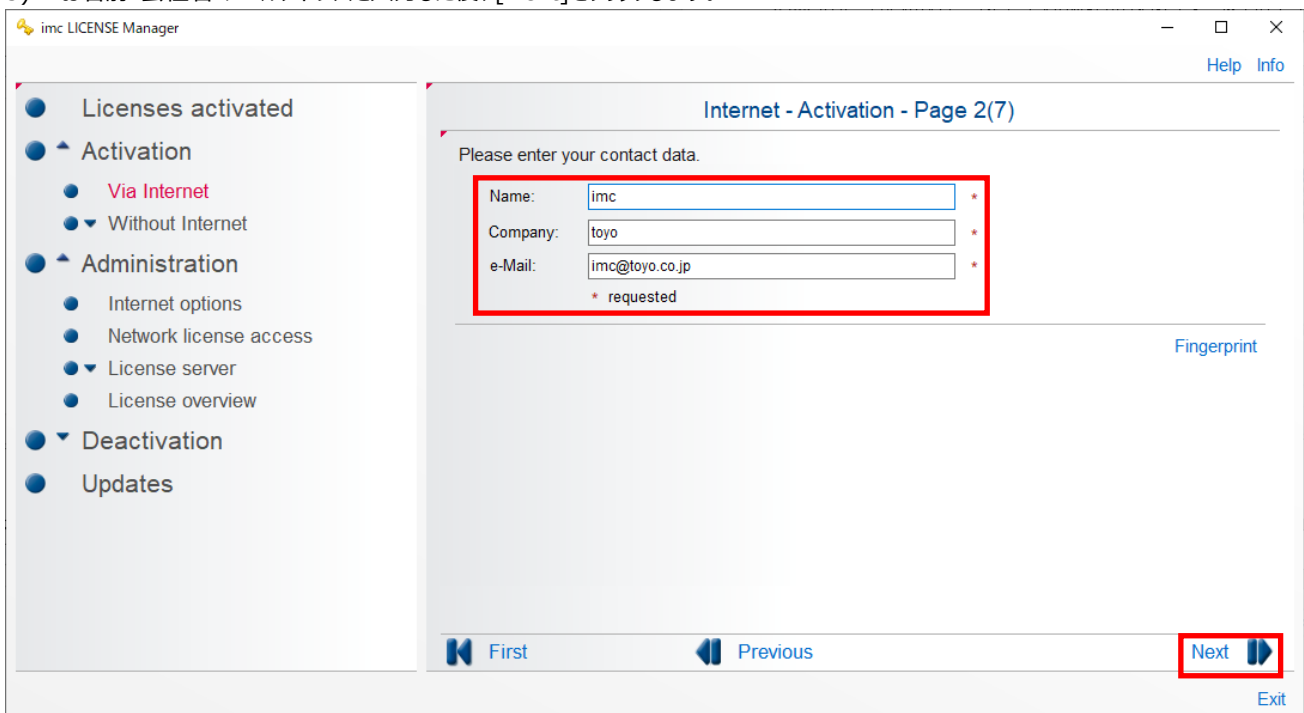 imc LICENSE Manager
Help Info
Licenses activated
Activation
Via Internet
Without Internet
Administration
Internet options
Network license access
License server
License overview
Deactivation
Updates
Internet - Activation - Page 2(7)
Please enter your contact data.
Name: imc *
Company: toyo *
e-Mail: imc@toyo.co.jp *
* requested
Fingerprint
First Previous Next
Exit